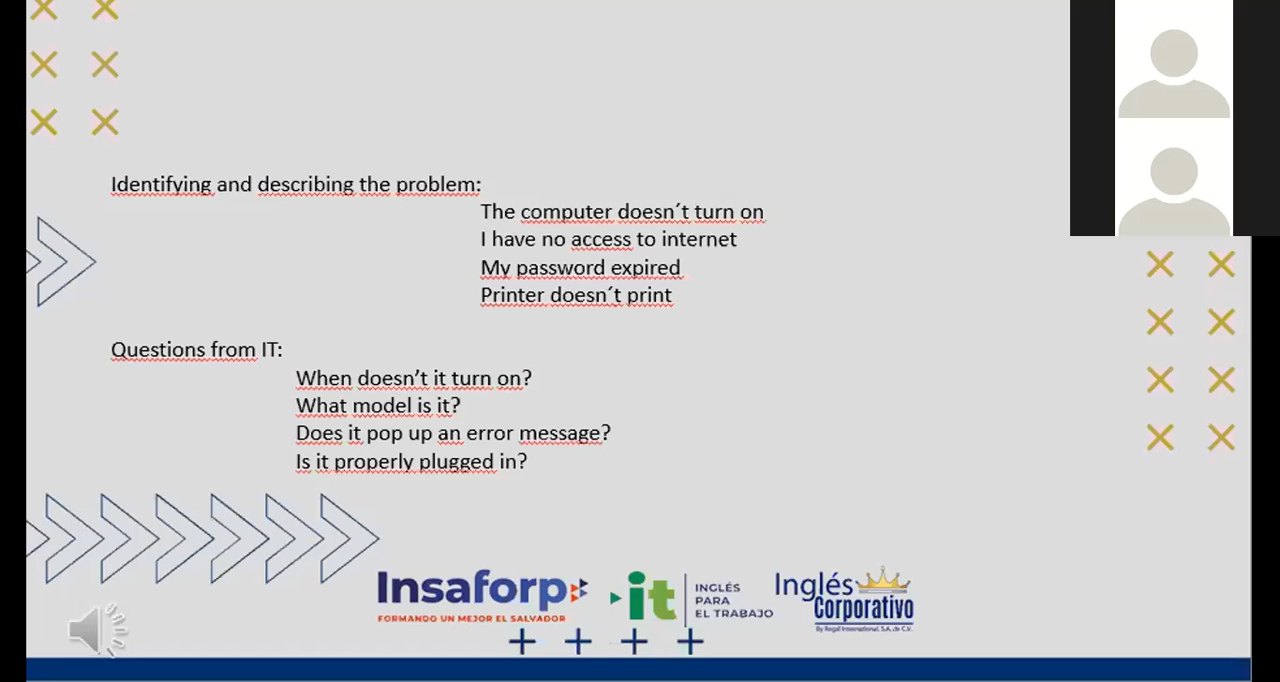 Identifying and describing the problem:
The computer doesn´t turn on
I have no access to internet
My password expired
Printer doesn´t print
Questions from IT:
When doesn’t it turn on?
What model is it?
Does it pop up an error message?
Is it properly plugged in?
Insaforp
FORMANDO UN MEJOR EL SALVADOR
it
INGLÉS
PARA
EL TRABAJO
Inglés
Corporativo
By Regal International, S.A. de C.V.